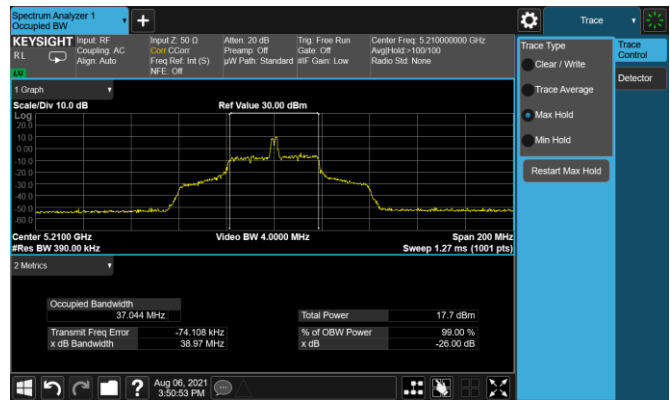 Spectrum Analyzer 1
Occupied BW
KEYSIGHT
R L
LXI
Input: RF
Coupling: AC
Align: Auto
Input Z: 50 Ω
Corr CCorr
Freq Ref: Int (S)
NFE: Off
Atten: 20 dB
Preamp: Off
µW Path: Standard
Trig: Free Run
Gate: Off
#IF Gain: Low
Center Freq: 5.210000000 GHz
Avg|Hold:>100/100
Radio Std: None
1 Graph
Scale/Div 10.0 dB
Ref Value 30.00 dBm
Log
20.0
10.0
0.00
-10.0
-20.0
-30.0
-40.0
-50.0
-60.0
Center 5.2100 GHz
Video BW 4.0000 MHz
Span 200 MHz
#Res BW 390.00 kHz
Sweep 1.27 ms (1001 pts)
2 Metrics
Occupied Bandwidth
37.044 MHz
Total Power 17.7 dBm
Transmit Freq Error -74.108 kHz
% of OBW Power 99.00 %
x dB Bandwidth 38.97 MHz
x dB -26.00 dB
?
Aug 06, 2021
3:50:53 PM
Trace
Trace Type
Clear / Write
Trace Average
Max Hold
Min Hold
Restart Max Hold
Trace
Control
Detector